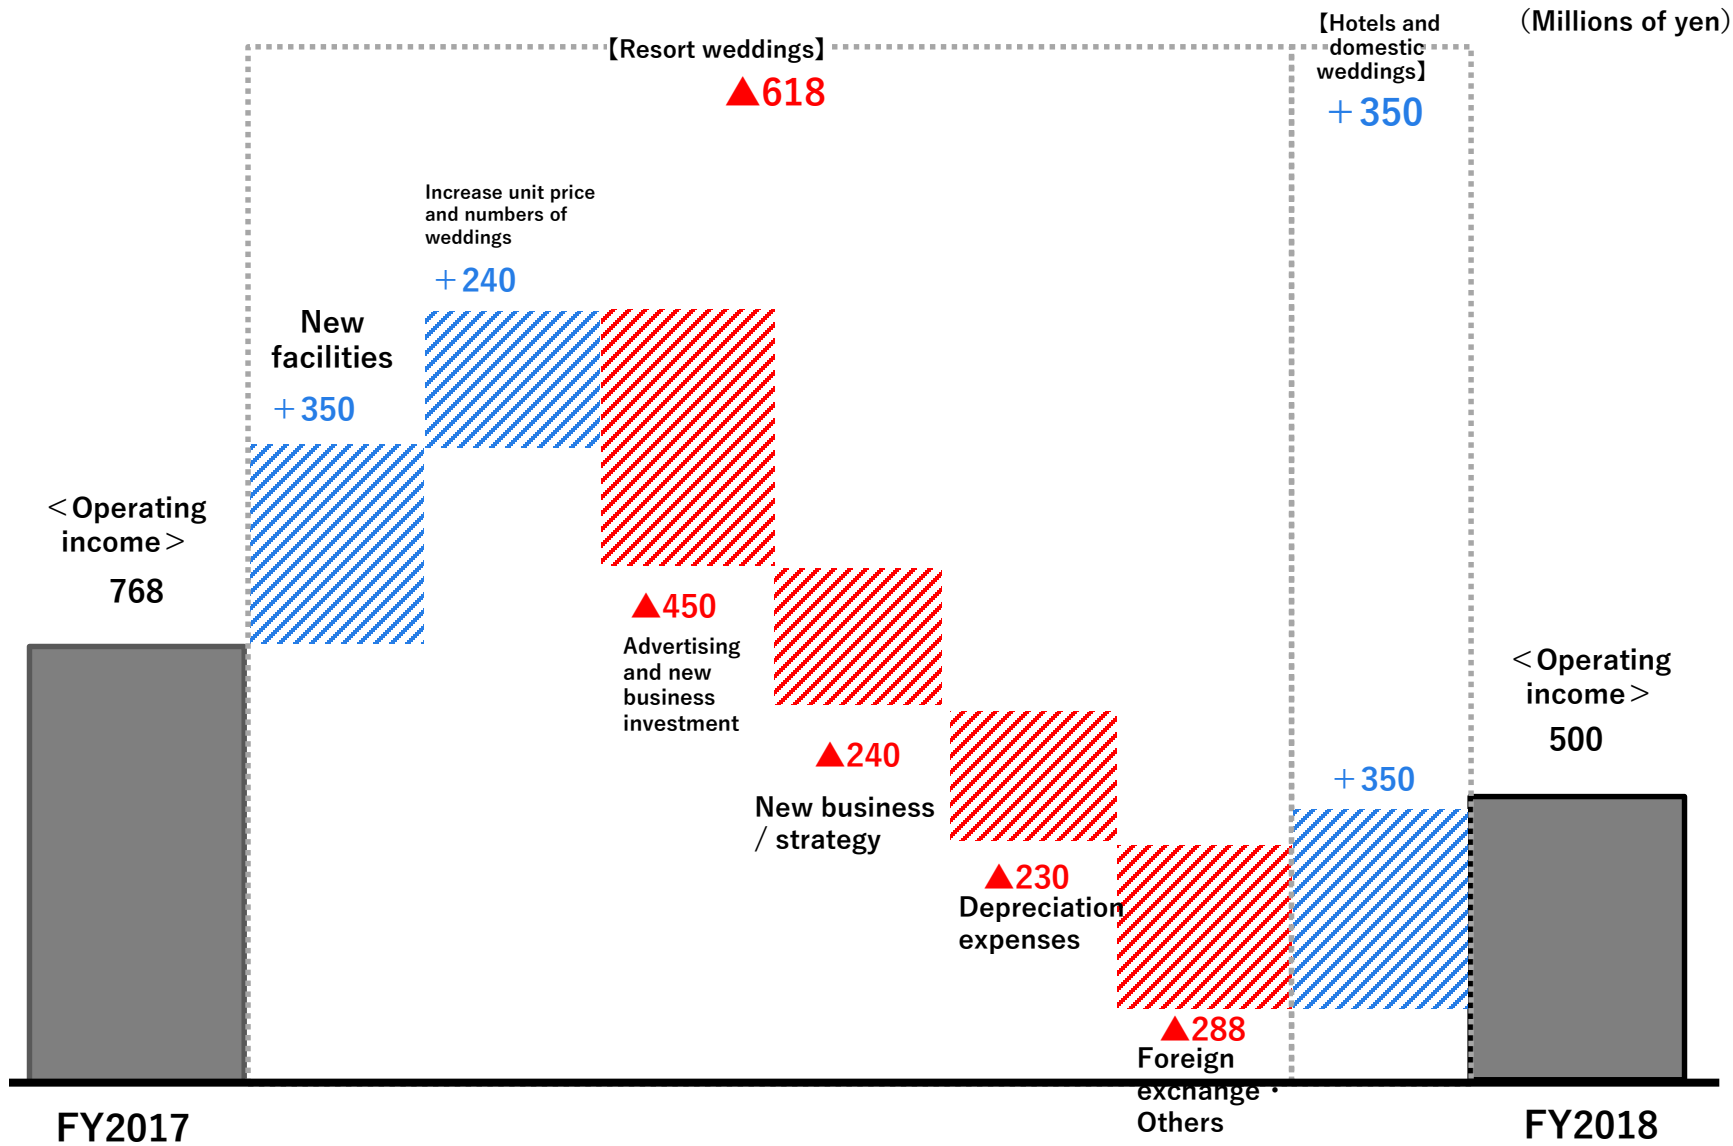 （Millions of yen）
【Resort weddings】
▲618
【Hotels and
domestic
weddings】
＋350
Increase unit price
and numbers of
weddings
＋240
New
facilities
＋350
＜Operating
income＞
768
▲450
Advertising
and new
business
investment
▲240
New business
/ strategy
▲230
Depreciation
expenses
▲288
Foreign
exchange・
Others
＋350
＜Operating
income＞
500
FY2017
FY2018